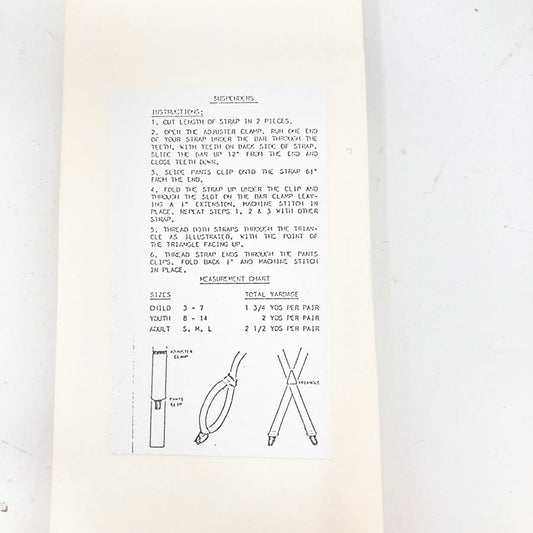 SUSPENDERS
INSTRUCTIONS:
1. CUT LENGTH OF STRAP IN 2 PIECES.
2. OPEN THE ADJUSTER CLAMP, RUN ONE END
OF YOUR STRAP UNDER THE BAR THROUGH THE
TEETH, WITH TEETH ON BACK SIDE OF STRAP.
SLIDE THE BAR UP 12" FROM THE END AND
CLOSE TEETH DOWN.
3. SLIDE PANTS CLIP ONTO THE STRAP
FROM THE END.
4. FOLD THE STRAP UP UNDER THE CLIP AND
THROUGH THE SLOT ON THE BAR CLAMP LEAV-
ING A 1" EXTENSION. MACHINE STITCH IN
PLACE. REPEAT STEPS 1, 2 & 3 WITH OTHER
STRAP.
5. THREAD BOTH STRAPS THROUGH THE TRIAN-
GLE AS ILLUSTRATED, WITH THE POINT OF
THE TRIANGLE FACING UP.
6. THREAD STRAP ENDS THROUGH THE PANTS
CLIPS. FOLD BACK 1" AND MACHINE STITCH
IN PLACE.
MEASUREMENT CHART
SIZES TOTAL YARDAGE
CHILD 3 - 7 1 3/4 YDS PER PAIR
YOUTH 8 - 14 2 YDS PER PAIR
ADULT S, M, L 2 1/2 YDS PER PAIR
ADJUSTER
CLAMP
PANTS
CLIP
TRIANGLE